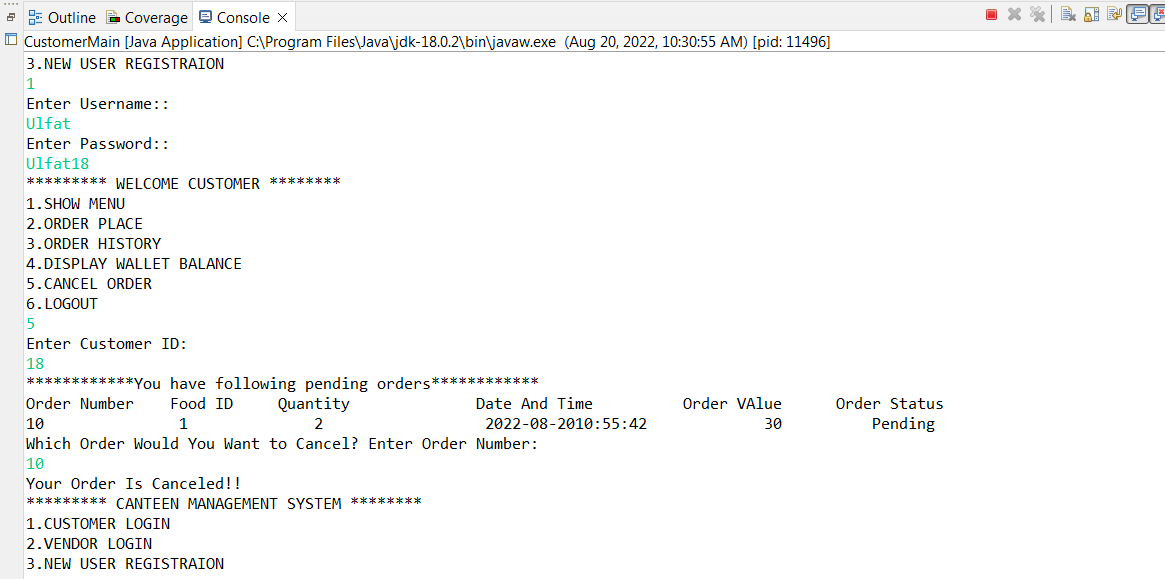 Outline Coverage Console
CustomerMain [Java Application] C:\Program Files\Java\jdk-18.0.2\bin\javaw.exe (Aug 20, 2022, 10:30:55 AM) [pid: 11496]
3.NEW USER REGISTRAION
1
Enter Username::
Ulfat
Enter Password::
Ulfat18
********* WELCOME CUSTOMER ********
1.SHOW MENU
2.ORDER PLACE
3.ORDER HISTORY
4.DISPLAY WALLET BALANCE
5.CANCEL ORDER
6.LOGOUT
5
Enter Customer ID:
18
************You have following pending orders************
Order Number    Food ID     Quantity              Date And Time          Order VAlue      Order Status
10               1              2                  2022-08-2010:55:42             30          Pending
Which Order Would You Want to Cancel? Enter Order Number:
10
Your Order Is Canceled!!
********* CANTEEN MANAGEMENT SYSTEM ********
1.CUSTOMER LOGIN
2.VENDOR LOGIN
3.NEW USER REGISTRAION